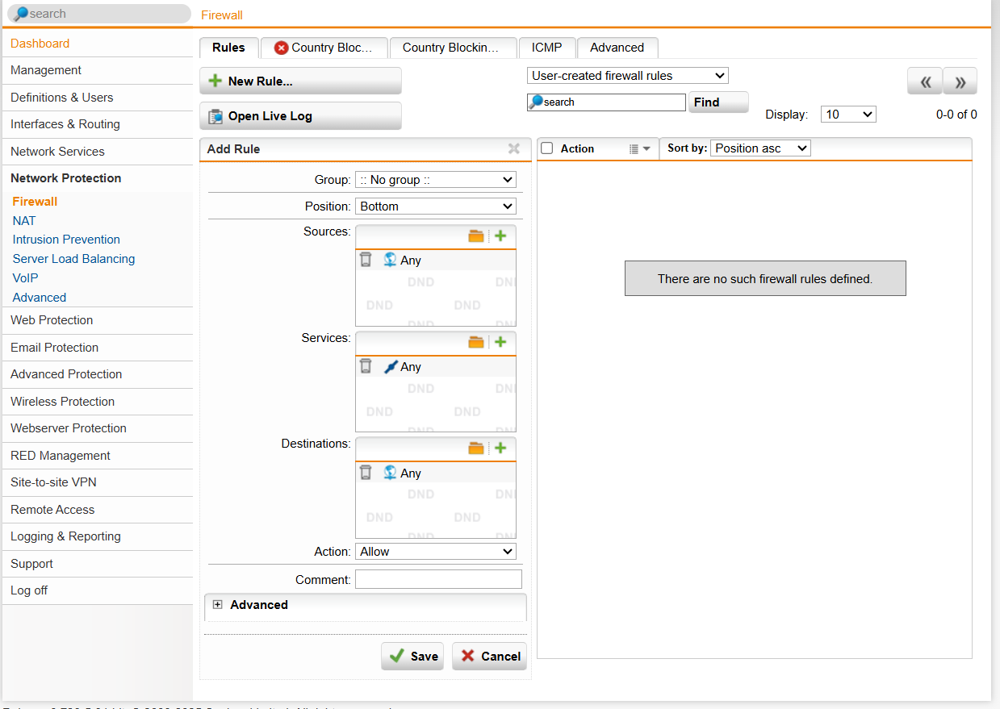 search
Firewall
Dashboard
Management
Definitions & Users
Interfaces & Routing
Network Services
Network Protection
Firewall
NAT
Intrusion Prevention
Server Load Balancing
VoIP
Advanced
Web Protection
Email Protection
Advanced Protection
Wireless Protection
Webserver Protection
RED Management
Site-to-site VPN
Remote Access
Logging & Reporting
Support
Log off
Rules
Country Bloc...
Country Blockin...
ICMP
Advanced
New Rule...
Open Live Log
User-created firewall rules
search
Find
Display:
10
0-0 of 0
Add Rule
Group:
:: No group ::
Position:
Bottom
Sources:
Any
DND
DND
DND
DND
Services:
Any
DND
DND
DND
DND
Destinations:
Any
DND
DND
DND
DND
Action:
Allow
Comment:
Advanced
Save
Cancel
Action
Sort by:
Position asc
There are no such firewall rules defined.